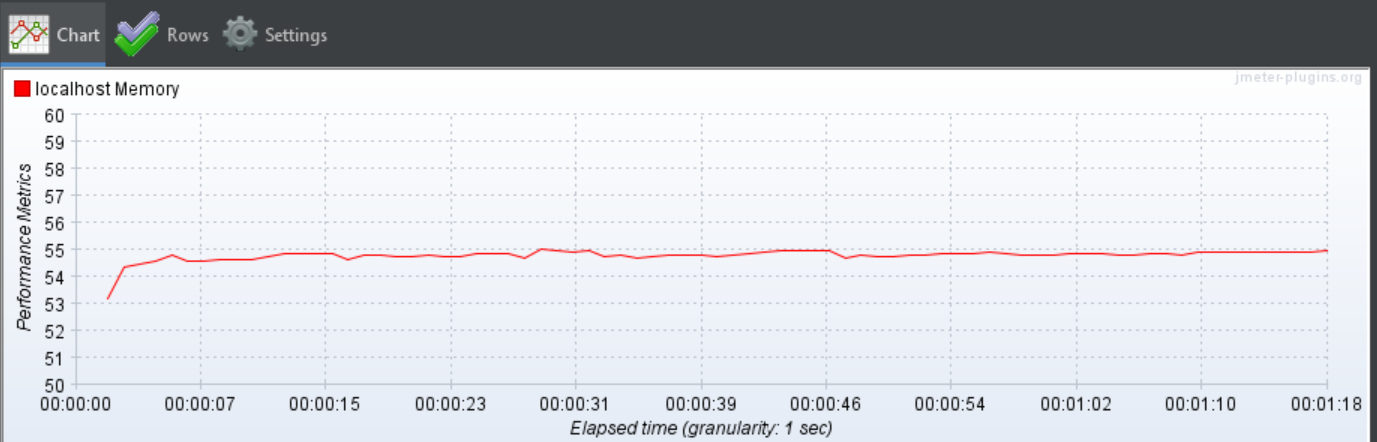 Chart Rows Settings
jmeter-plugins.org
localhost Memory
60
59
58
57
56
55
54
53
52
51
50
Performance Metrics
00:00:00 00:00:07 00:00:15 00:00:23 00:00:31 00:00:39 00:00:46 00:00:54 00:01:02 00:01:10 00:01:18
Elapsed time (granularity: 1 sec)